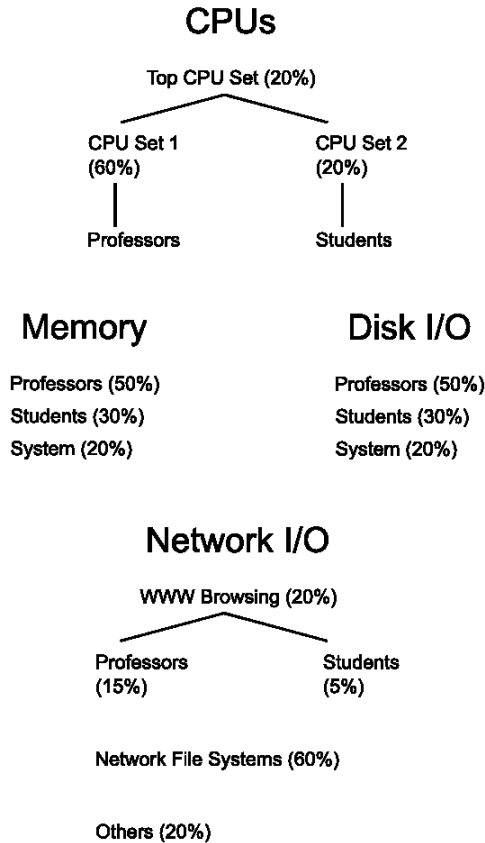 CPUs
Top CPU Set (20%)
CPU Set 1
(60%)
CPU Set 2
(20%)
Professors
Students
Memory
Professors (50%)
Students (30%)
System (20%)
Disk I/O
Professors (50%)
Students (30%)
System (20%)
Network I/O
WWW Browsing (20%)
Professors
(15%)
Students
(5%)
Network File Systems (60%)
Others (20%)